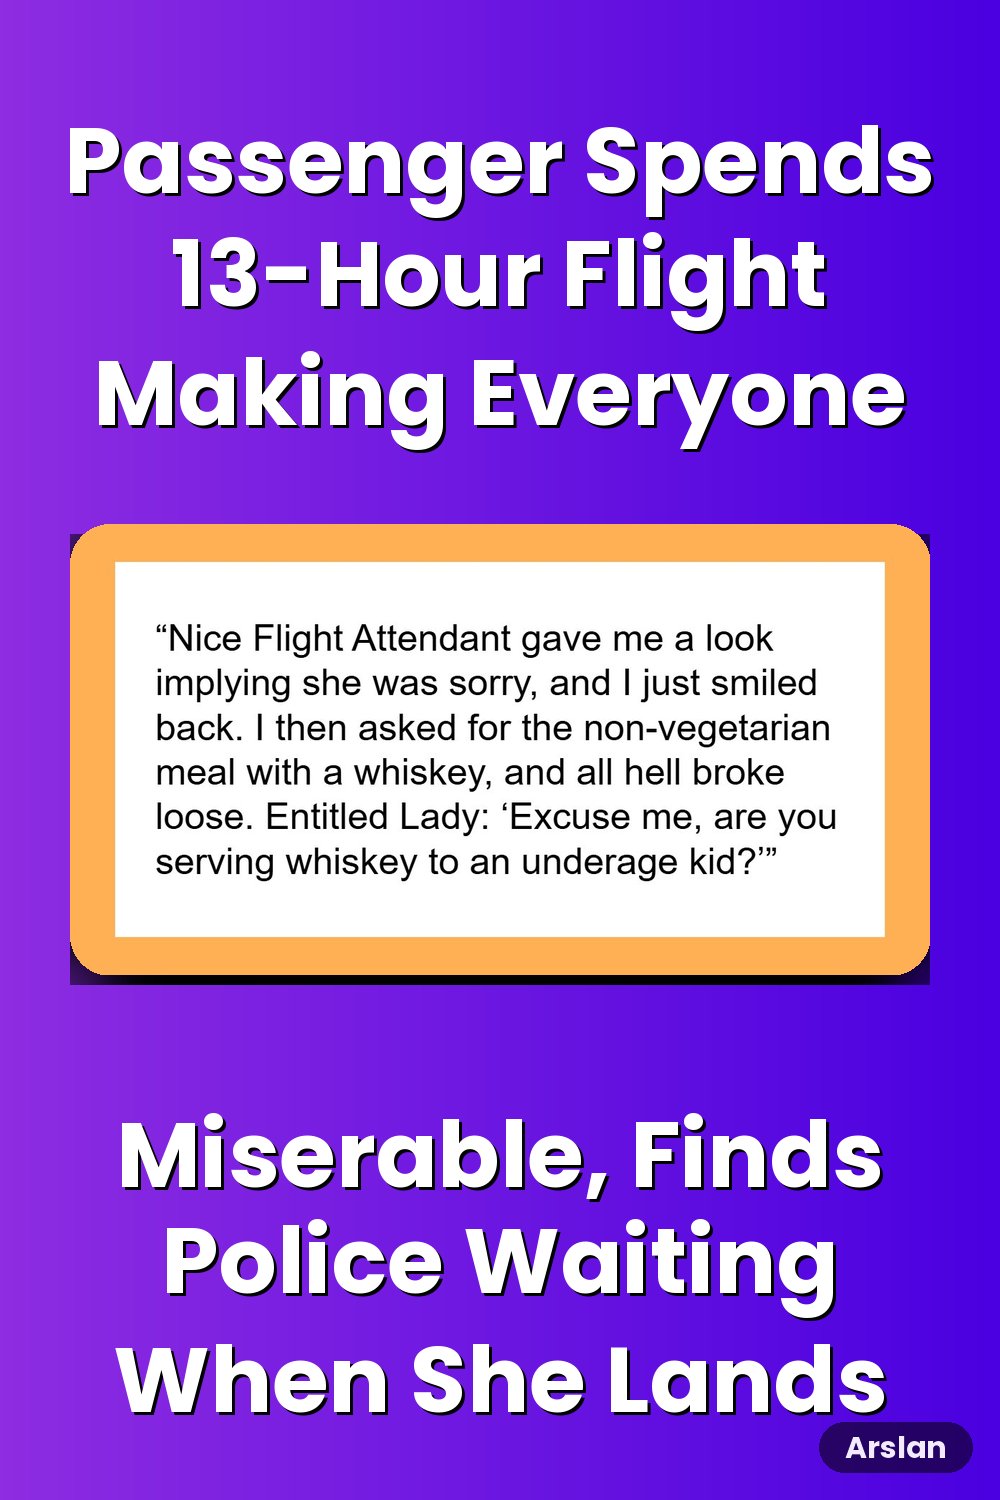 Passenger Spends
13-Hour Flight
Making Everyone
“Nice Flight Attendant gave me a look
implying she was sorry, and I just smiled
back. I then asked for the non-vegetarian
meal with a whiskey, and all hell broke
loose. Entitled Lady: ‘Excuse me, are you
serving whiskey to an underage kid?’”
Miserable, Finds
Police Waiting
When She Lands
Arslan